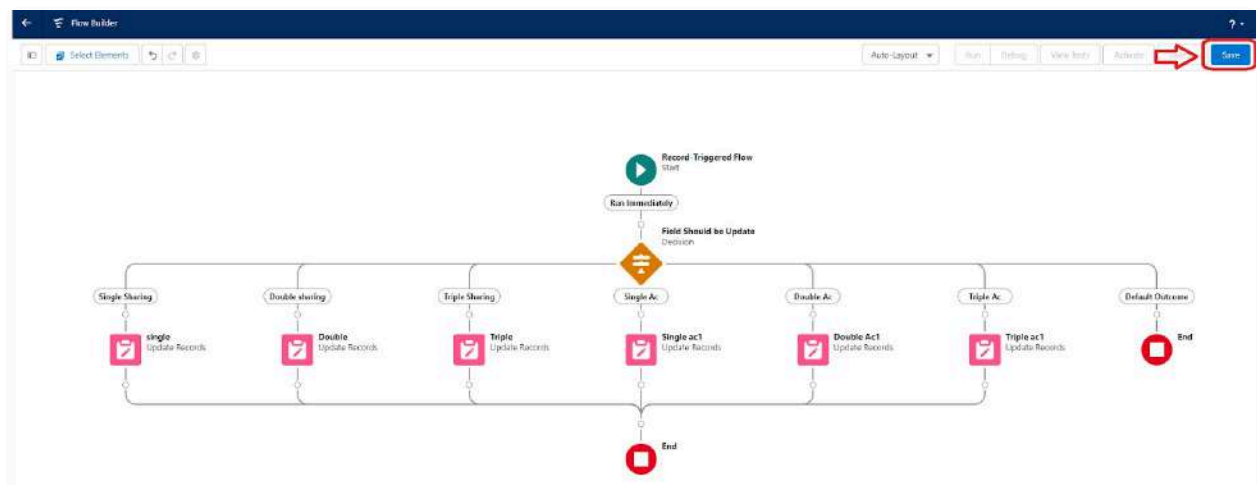 Flow Builder
?
Select Elements
Auto-Layout
Run
Debug
View Tests
Activate
Save
Record-Triggered Flow
Start
Run Immediately
Field Should be Update
Decision
Single Sharing
Double sharing
Triple Sharing
Single Ac
Double Ac
Triple Ac
Default Outcome
single
Update Records
Double
Update Records
Triple
Update Records
Single ac1
Update Records
Double Ac1
Update Records
Triple ac1
Update Records
End
End